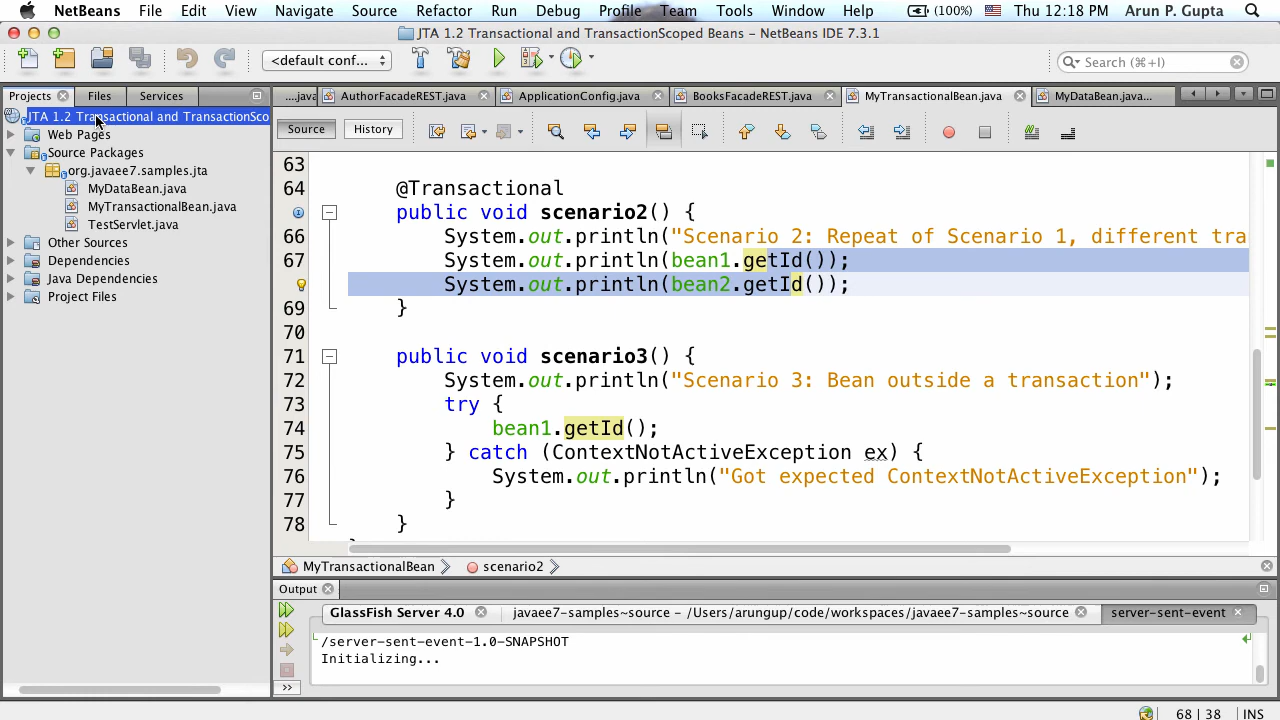 NetBeans File Edit View Navigate Source Refactor Run Debug Profile Team Tools Window Help (100%) Thu 12:18 PM Arun P. Gupta
JTA 1.2 Transactional and TransactionScoped Beans – NetBeans IDE 7.3.1
<default conf... Search (⌘+I)
Projects Files Services
....java AuthorFacadeREST.java ApplicationConfig.java BooksFacadeREST.java MyTransactionalBean.java MyDataBean.java...
Source History
JTA 1.2 Transactional and TransactionSco
Web Pages
Source Packages
org.javaee7.samples.jta
MyDataBean.java
MyTransactionalBean.java
TestServlet.java
Other Sources
Dependencies
Java Dependencies
Project Files
63
64 @Transactional
public void scenario2() {
66 System.out.println("Scenario 2: Repeat of Scenario 1, different tra
67 System.out.println(bean1.getId());
System.out.println(bean2.getId());
69 }
70
71 public void scenario3() {
72 System.out.println("Scenario 3: Bean outside a transaction");
73 try {
74 bean1.getId();
75 } catch (ContextNotActiveException ex) {
76 System.out.println("Got expected ContextNotActiveException");
77 }
78 }
MyTransactionalBean scenario2
Output
GlassFish Server 4.0 javaee7-samples~source – /Users/arungup/code/workspaces/javaee7-samples~source server-sent-event
/server-sent-event-1.0-SNAPSHOT
Initializing...
68 | 38 INS